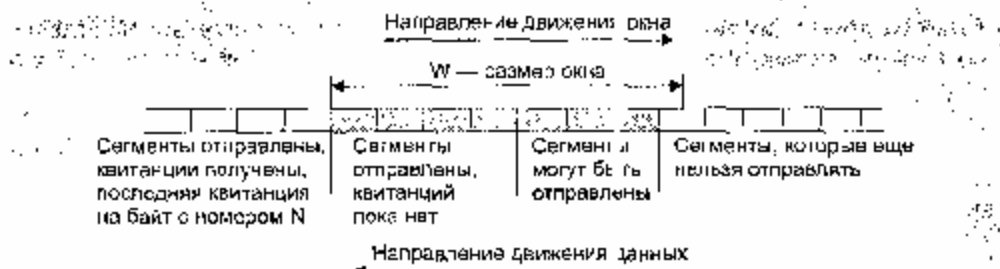 Направление движения окна
W — размер окна
Сегменты отправлены,
квитанции получены,
последняя квитанция
на байт с номером N
Сегменты
отправлены,
квитанций
пока нет
Сегменты
могут быть
отправлены
Сегменты, которые еще
нельзя отправлять
Направление движения данных